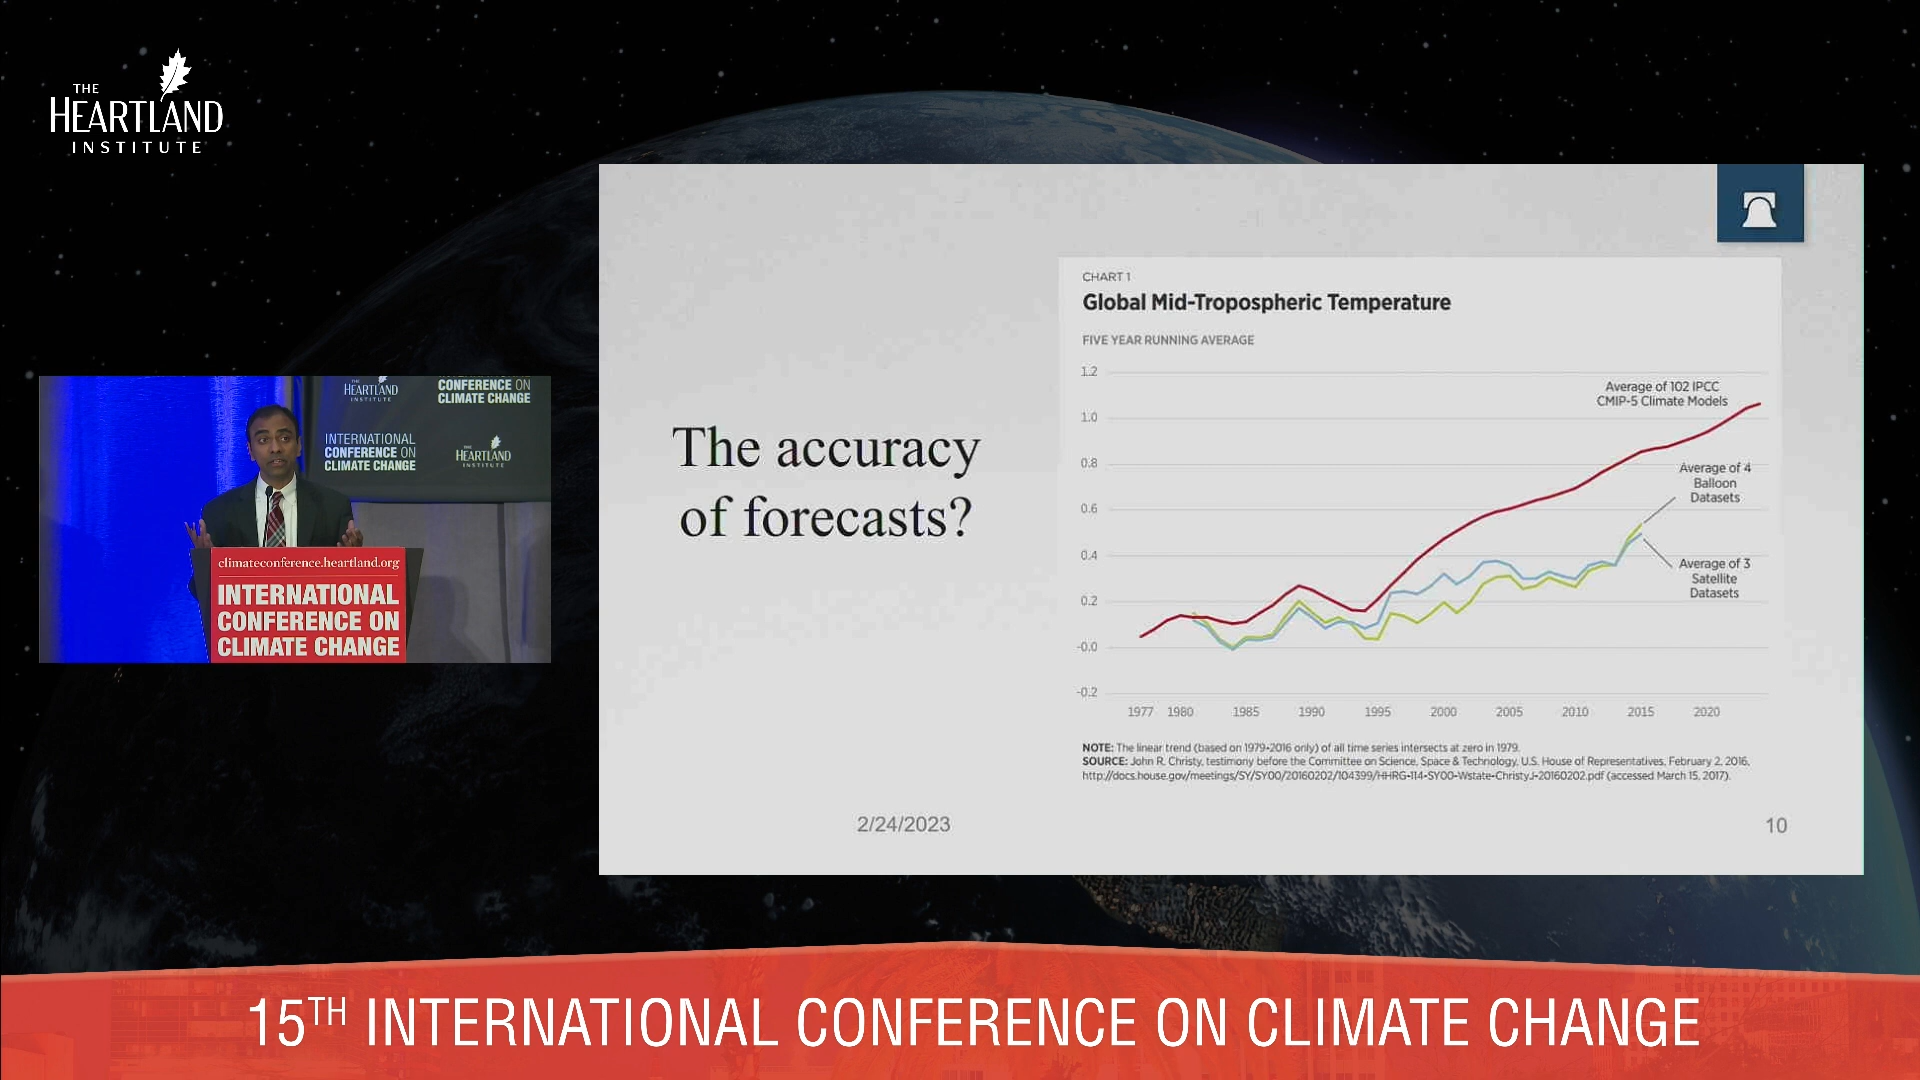 THE
HEARTLAND
INSTITUTE
THE
HEARTLAND
INSTITUTE
CONFERENCE ON
CLIMATE CHANGE
INTERNATIONAL
CONFERENCE ON
CLIMATE CHANGE
THE
HEARTLAND
INSTITUTE
climateconference.heartland.org
INTERNATIONAL
CONFERENCE ON
CLIMATE CHANGE
The accuracy
of forecasts?
CHART 1
Global Mid-Tropospheric Temperature
FIVE YEAR RUNNING AVERAGE
1.2
1.0
0.8
0.6
0.4
0.2
-0.0
-0.2
Average of 102 IPCC
CMIP-5 Climate Models
Average of 4
Balloon
Datasets
Average of 3
Satellite
Datasets
1977 1980 1985 1990 1995 2000 2005 2010 2015 2020
NOTE: The linear trend (based on 1979-2016 only) of all time series intersects at zero in 1979.
SOURCE: John R. Christy, testimony before the Committee on Science, Space & Technology, U.S. House of Representatives, February 2, 2016,
http://docs.house.gov/meetings/SY/SY00/20160202/104399/HHRG-114-SY00-Wstate-ChristyJ-20160202.pdf (accessed March 15, 2017).
2/24/2023
10
15TH INTERNATIONAL CONFERENCE ON CLIMATE CHANGE